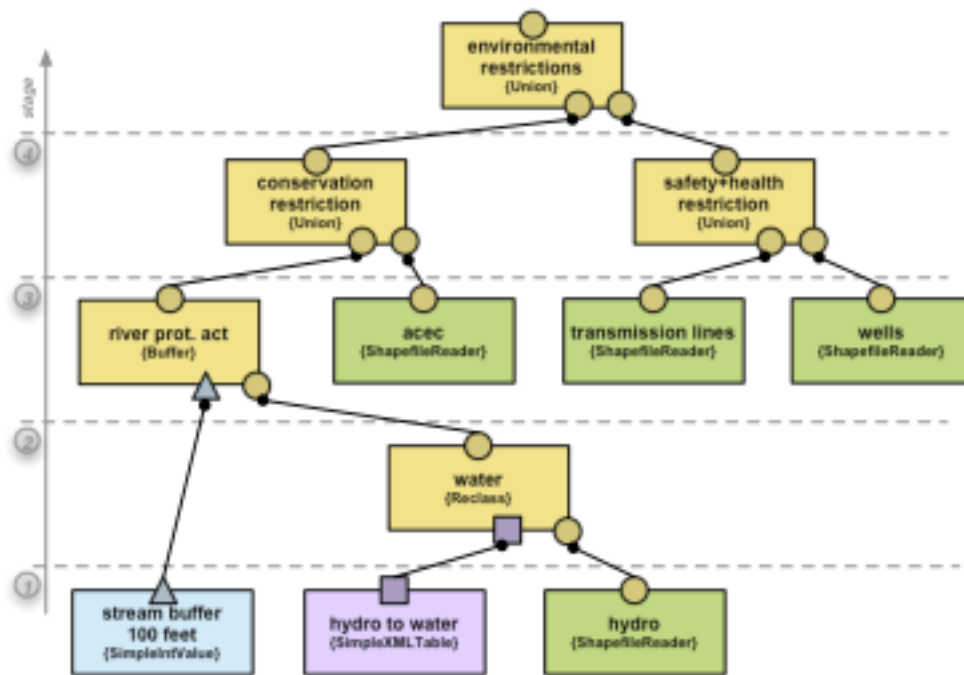 environmental
restrictions
{Union}
stage
4
conservation
restriction
{Union}
safety+health
restriction
{Union}
3
river prot. act
{Buffer}
acec
{ShapefileReader}
transmission lines
{ShapefileReader}
wells
{ShapefileReader}
2
water
{Reclass}
1
stream buffer
100 feet
{SimpleIntValue}
hydro to water
{SimpleXMLTable}
hydro
{ShapefileReader}